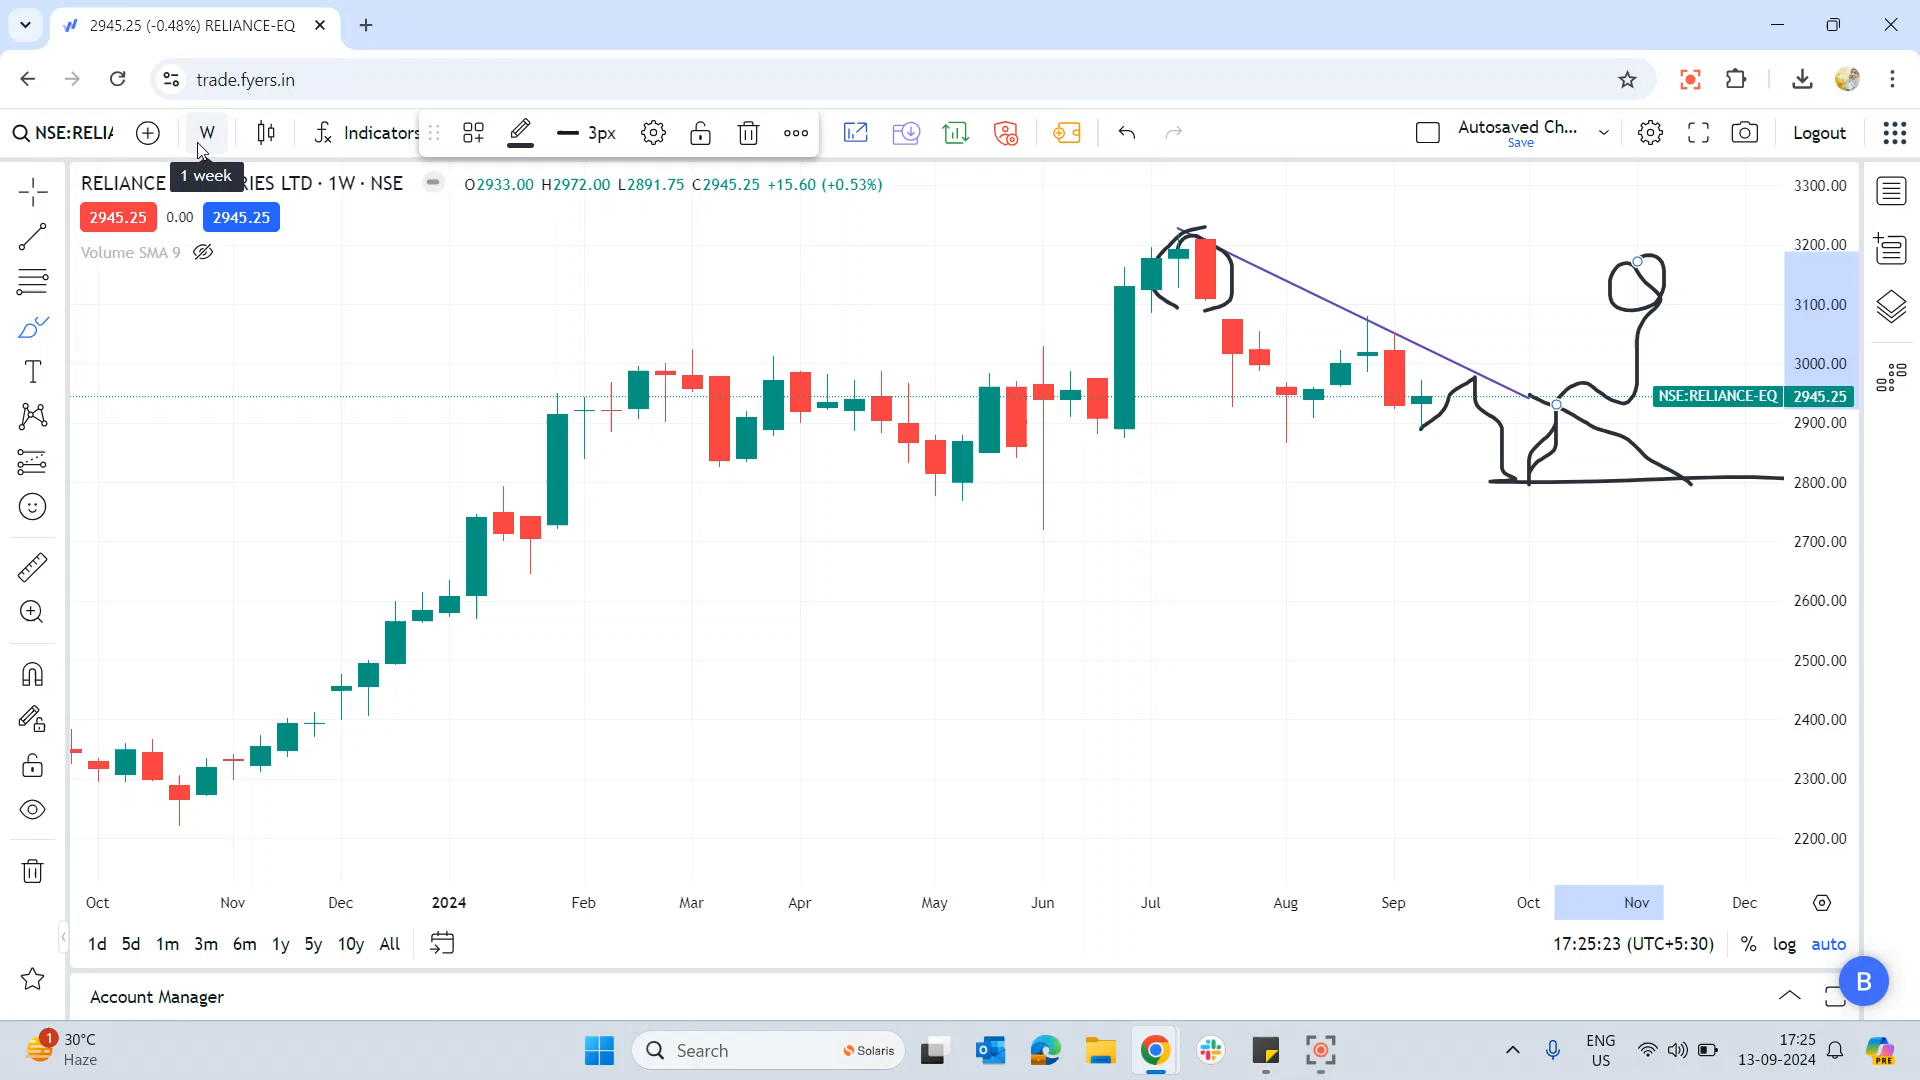 2945.25 (-0.48%) RELIANCE-EQ
trade.fyers.in
NSE:RELIA
W
Indicators
3px
Autosaved Ch...
Save
Logout
1 week
RELIANCE RIES LTD · 1W · NSE
O2933.00 H2972.00 L2891.75 C2945.25 +15.60 (+0.53%)
2945.25 0.00 2945.25
Volume SMA 9
3300.00
3200.00
3100.00
3000.00
NSE:RELIANCE-EQ 2945.25
2900.00
2800.00
2700.00
2600.00
2500.00
2400.00
2300.00
2200.00
Oct Nov Dec 2024 Feb Mar Apr May Jun Jul Aug Sep Oct Nov Dec
1d 5d 1m 3m 6m 1y 5y 10y All
17:25:23 (UTC+5:30) % log auto
B
Account Manager
1
30°C
Haze
Search
Solaris
ENG
US
17:25
13-09-2024
PRE